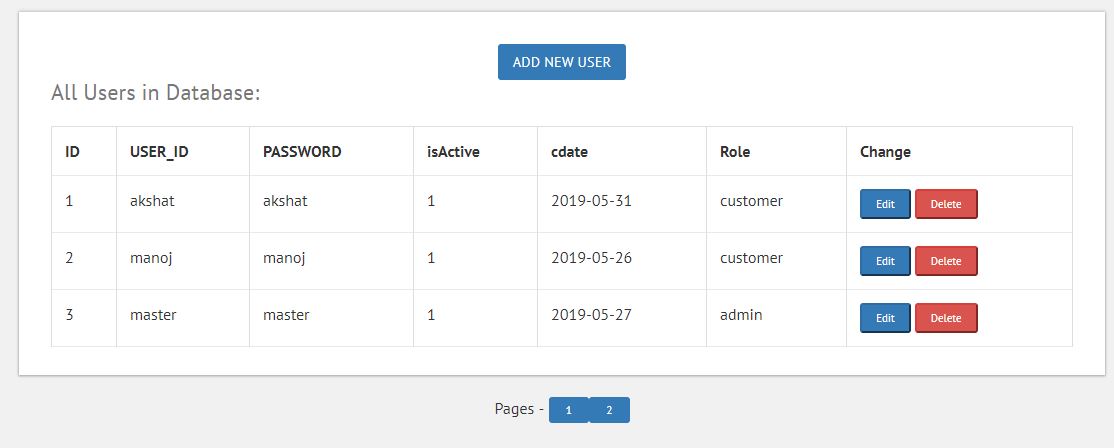 ADD NEW USER
All Users in Database:
ID USER_ID PASSWORD isActive cdate Role Change
1 akshat akshat 1 2019-05-31 customer Edit Delete
2 manoj manoj 1 2019-05-26 customer Edit Delete
3 master master 1 2019-05-27 admin Edit Delete
Pages - 1 2